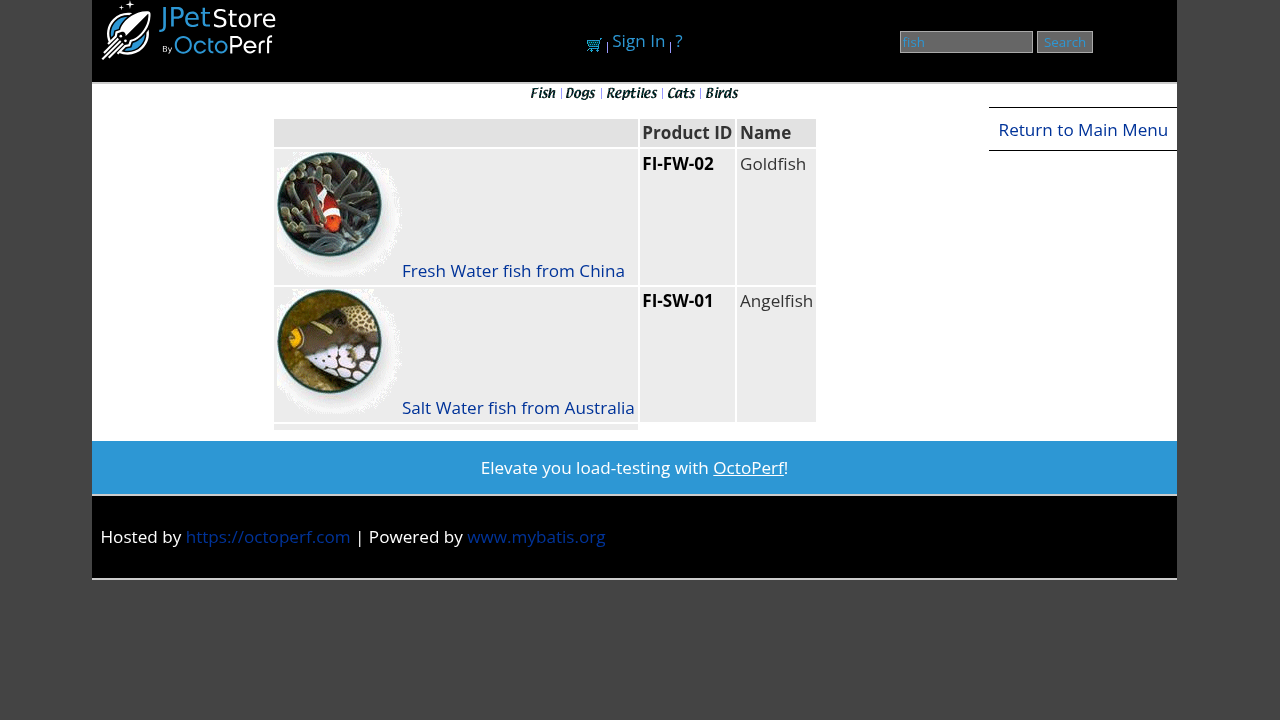 JPetStore
By OctoPerf
| Sign In | ?
fish
Search
Fish | Dogs | Reptiles | Cats | Birds
Return to Main Menu
Product ID Name
Fresh Water fish from China FI-FW-02 Goldfish
Salt Water fish from Australia FI-SW-01 Angelfish
Elevate you load-testing with OctoPerf!
Hosted by https://octoperf.com | Powered by www.mybatis.org